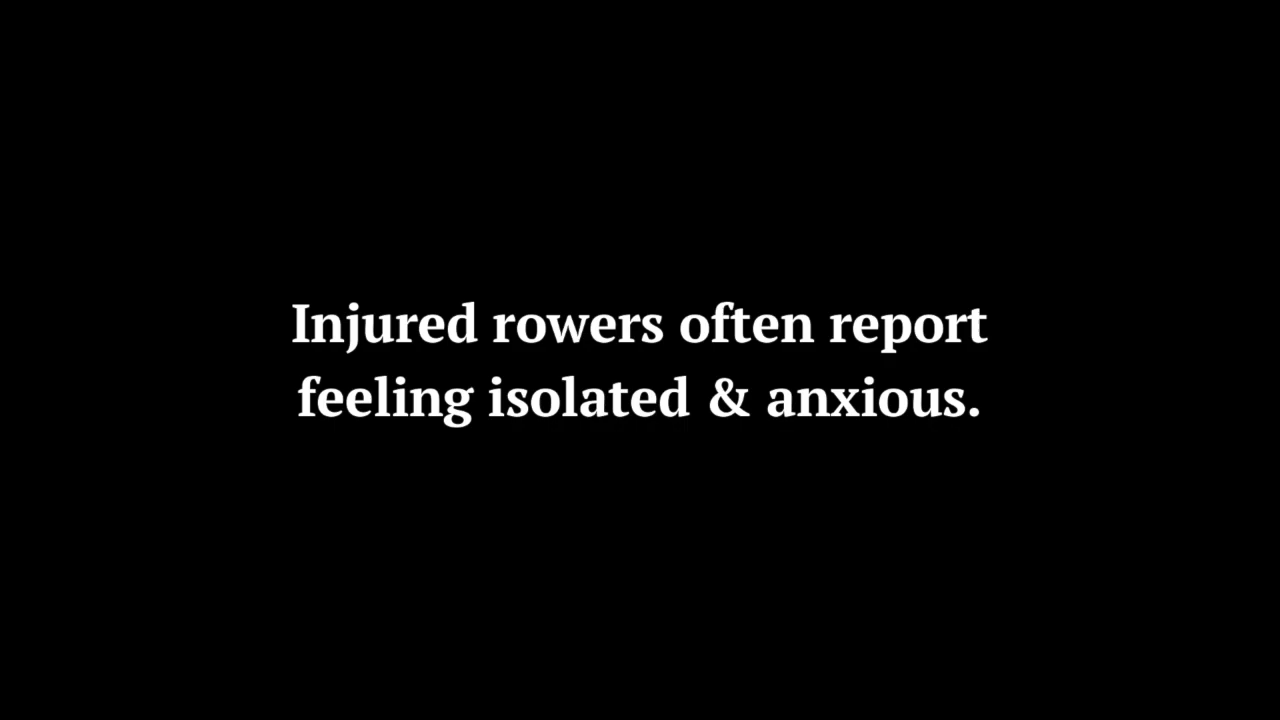 Injured rowers often report
feeling isolated & anxious.